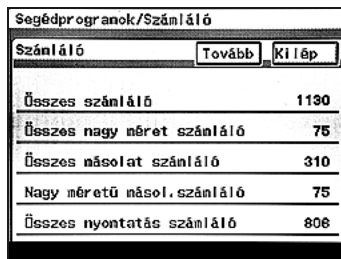 Segédprogramok/Számláló
Számláló Tovább Kilép
Összes számláló 1130
Összes nagy méret számláló 75
Összes másolat számláló 310
Nagy méretű másol.számláló 75
Összes nyomtatás számláló 806